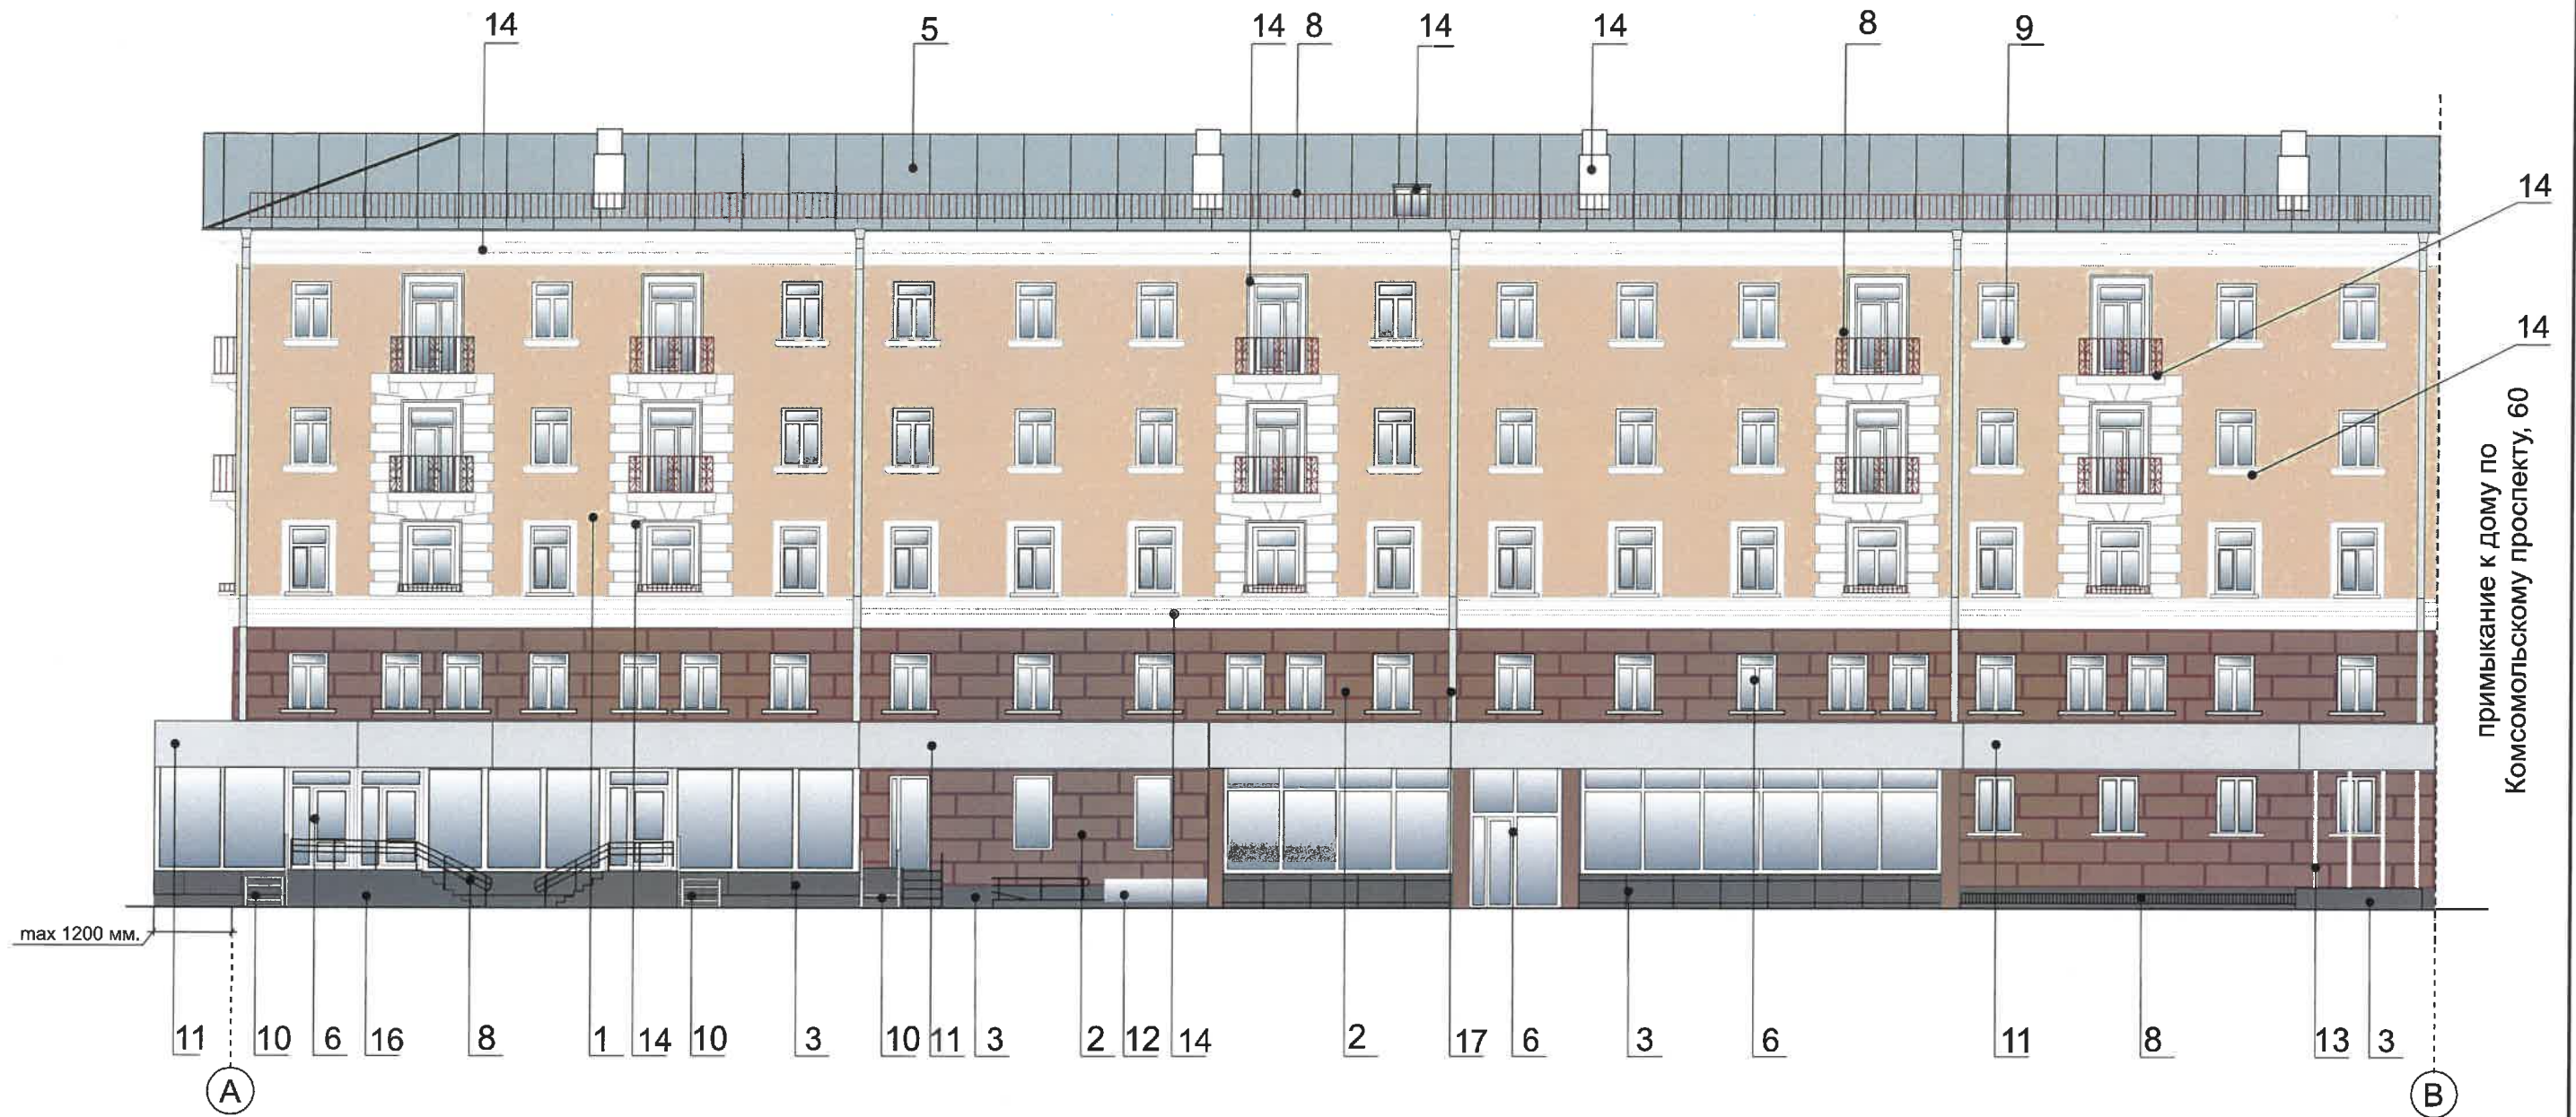 14 5 14 8 14 14 8 9
14
14
примыкание к дому по
Комсомольскому проспекту, 60
max 1200 мм.
11 10 6 16 8 1 14 10 3 10 11 3 2 12 14 2 17 6 3 6 11 8 13 3
А В